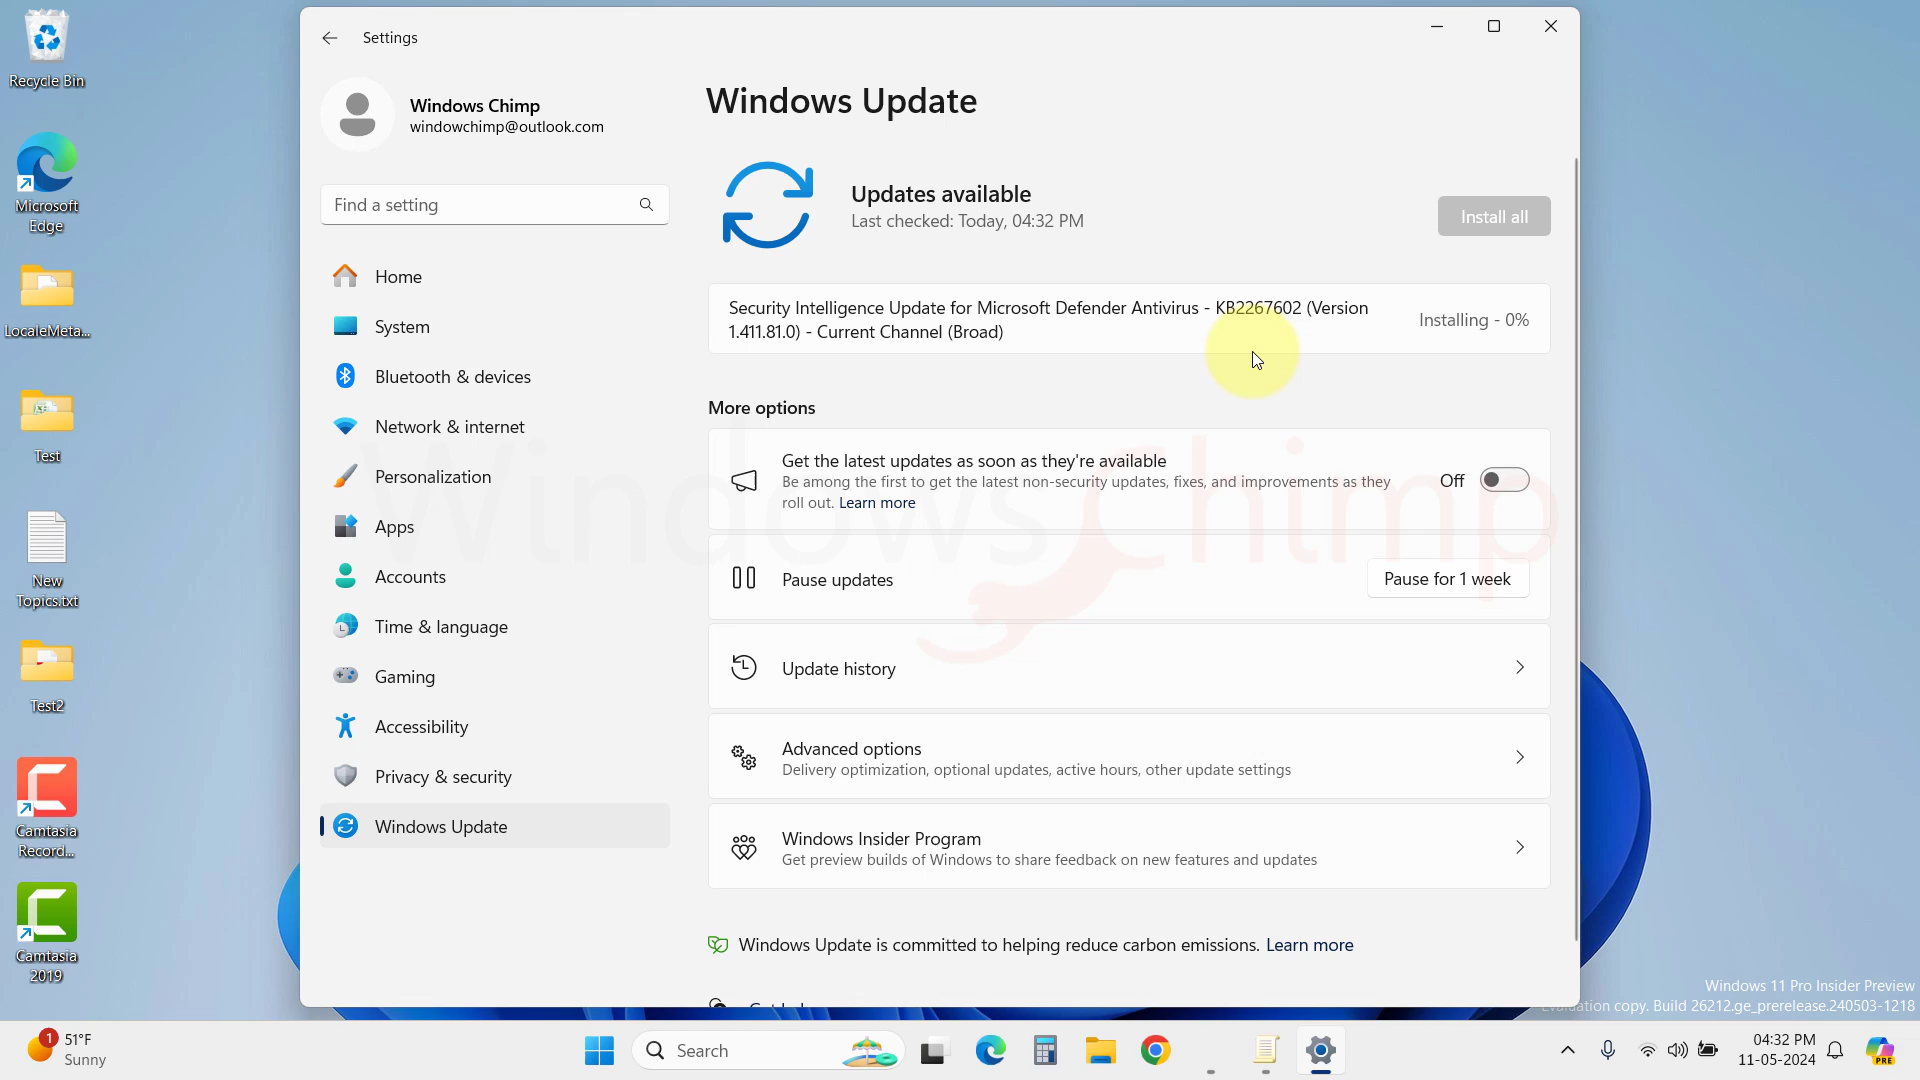 Recycle Bin
Microsoft
Edge
LocaleMeta...
Test
New
Topics.txt
Test2
Camtasia
Record...
Camtasia
2019
Settings
Windows Chimp
windowchimp@outlook.com
Find a setting
Home
System
Bluetooth & devices
Network & internet
Personalization
Apps
Accounts
Time & language
Gaming
Accessibility
Privacy & security
Windows Update
Windows Update
Updates available
Last checked: Today, 04:32 PM
Install all
Security Intelligence Update for Microsoft Defender Antivirus - KB2267602 (Version
1.411.81.0) - Current Channel (Broad)
Installing - 0%
More options
Get the latest updates as soon as they're available
Be among the first to get the latest non-security updates, fixes, and improvements as they
roll out. Learn more
Off
Pause updates
Pause for 1 week
Update history
Advanced options
Delivery optimization, optional updates, active hours, other update settings
Windows Insider Program
Get preview builds of Windows to share feedback on new features and updates
Windows Update is committed to helping reduce carbon emissions. Learn more
Windows Chimp
Windows 11 Pro Insider Preview
copy. Build 26212.ge_prerelease.240503-1218
1
51°F
Sunny
Search
04:32 PM
11-05-2024
PRE